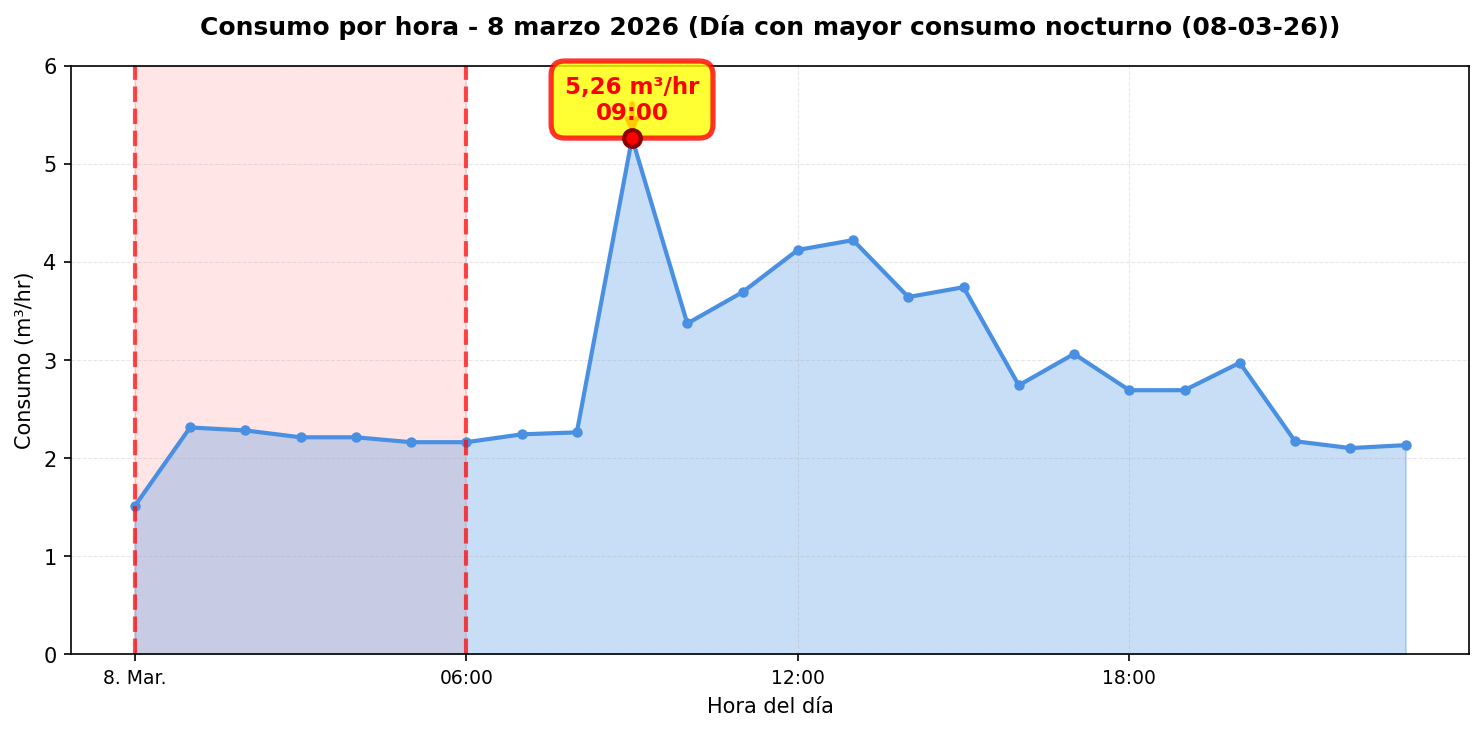 Consumo por hora - 8 marzo 2026 (Día con mayor consumo nocturno (08-03-26))
5,26 m³/hr
09:00
Consumo (m³/hr)
6
5
4
3
2
1
0
8. Mar.
06:00
12:00
18:00
Hora del día